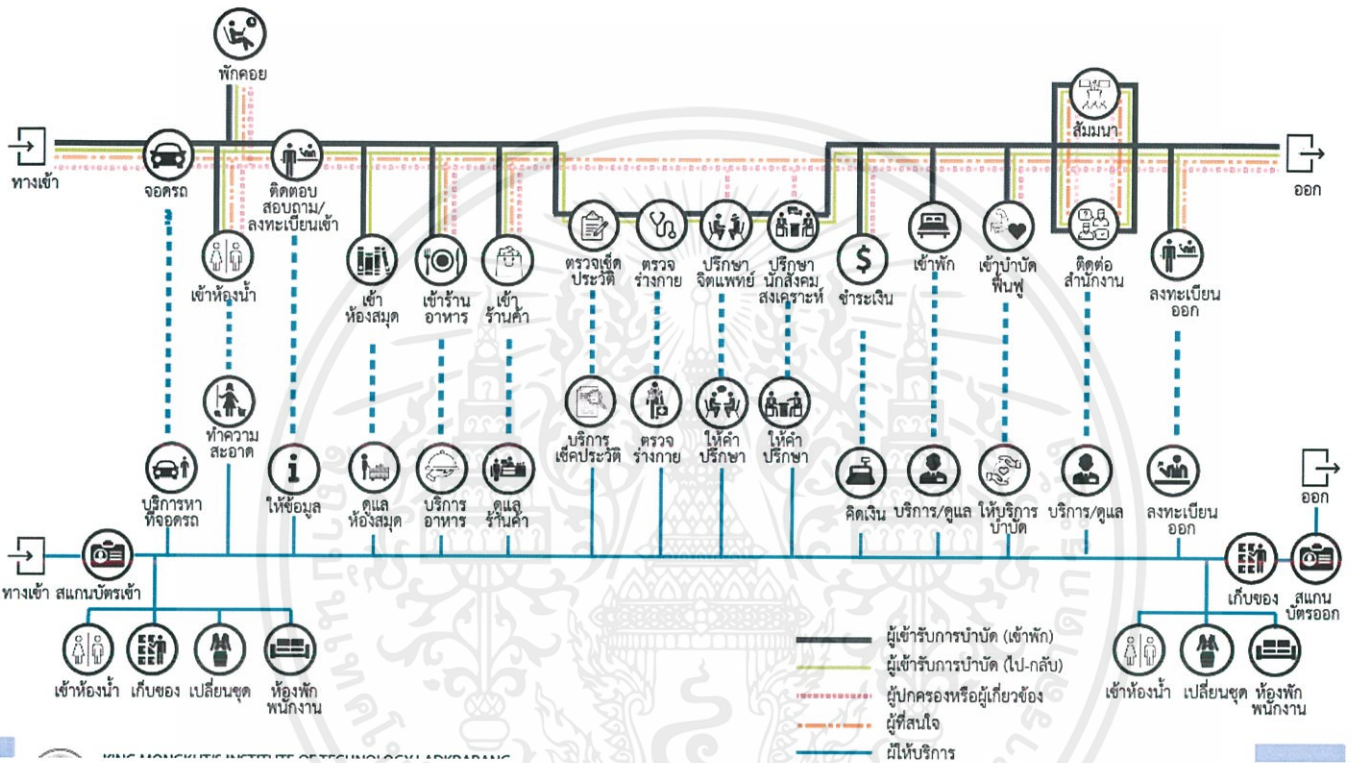 พักคอย
สัมมนา
ทางเข้า
จอดรถ
ติดตอบ
สอบถาม/
ลงทะเบียนเข้า
ออก
เข้าห้องน้ำ
เข้า
ห้องสมุด
เข้าร้าน
อาหาร
เข้า
ร้านค้า
ตรวจเช็ด
ประวัติ
ตรวจ
ร่างกาย
ปรึกษา
จิตแพทย์
ปรึกษา
นักสังคม
สงเคราะห์
$
ชำระเงิน
เข้าพัก
เข้าบำบัด
ฟื้นฟู
ติดต่อ
สำนักงาน
ลงทะเบียน
ออก
ทำความ
สะอาด
บริการหา
ที่จอดรถ
i
ให้ข้อมูล
ดูแล
ห้องสมุด
บริการ
อาหาร
ดูแล
ร้านค้า
บริการ
เช็คประวัติ
ตรวจ
ร่างกาย
ให้คำ
ปรึกษา
ให้คำ
ปรึกษา
คิดเงิน
บริการ/ดูแล
ให้บริการ
บำบัด
บริการ/ดูแล
ลงทะเบียน
ออก
ออก
ทางเข้า
สแกนบัตรเข้า
เก็บของ
สแกน
บัตรออก
เข้าห้องน้ำ
เก็บของ
เปลี่ยนชุด
ห้องพัก
พนักงาน
เข้าห้องน้ำ
เปลี่ยนชุด
ห้องพัก
พนักงาน
ผู้เข้ารับการบำบัด (เข้าพัก)
ผู้เข้ารับการบำบัด (ไป-กลับ)
ผู้ปกครองหรือผู้เกี่ยวข้อง
ผู้ที่สนใจ
ผู้ให้บริการ
KING MONGKUT'S INSTITUTE OF TECHNOLOGY LADKRABANG